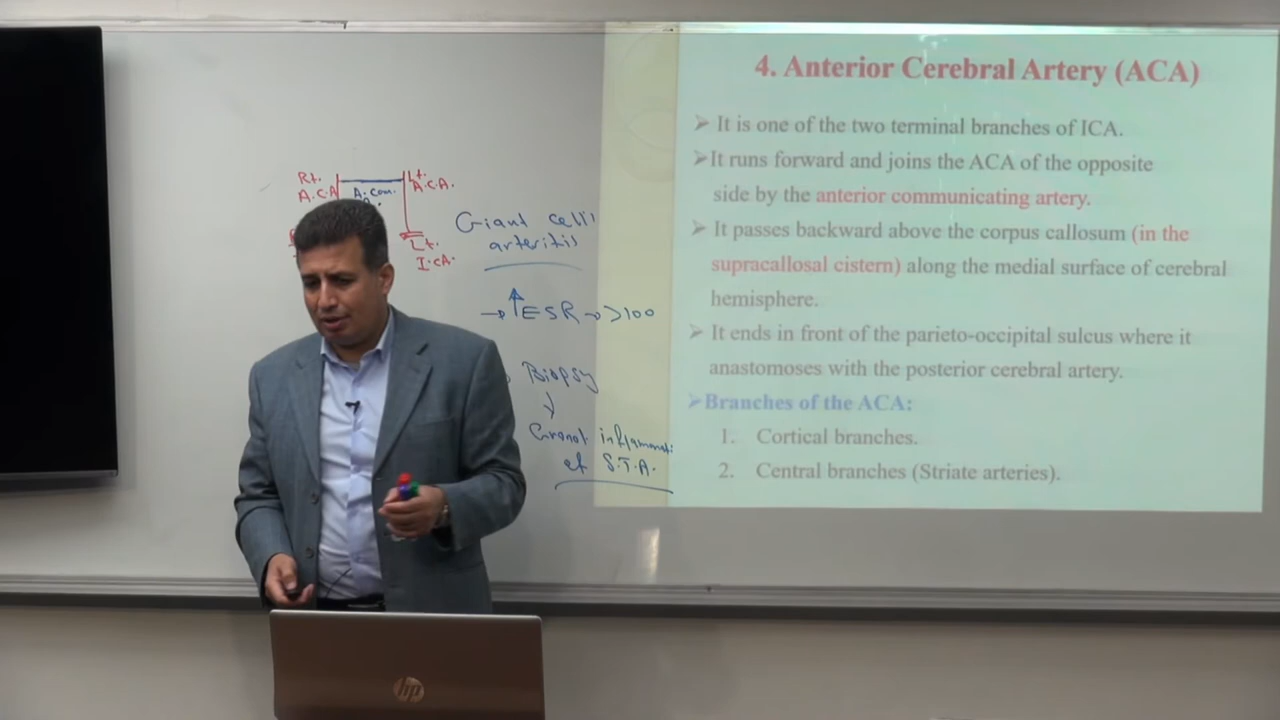 4. Anterior Cerebral Artery (ACA)
➢ It is one of the two terminal branches of ICA.
➢ It runs forward and joins the ACA of the opposite
side by the anterior communicating artery.
➢ It passes backward above the corpus callosum (in the
supracallosal cistern) along the medial surface of cerebral
hemisphere.
➢ It ends in front of the parieto-occipital sulcus where it
anastomoses with the posterior cerebral artery.
➢ Branches of the ACA:
1. Cortical branches.
2. Central branches (Striate arteries).
Rt.
A.C.A
A. Com.
Lt.
A.C.A.
Lt.
I.CA.
Giant cell
arteritis
→ ↑ESR → >100
Biopsy
↓
of S.T.A.
hp